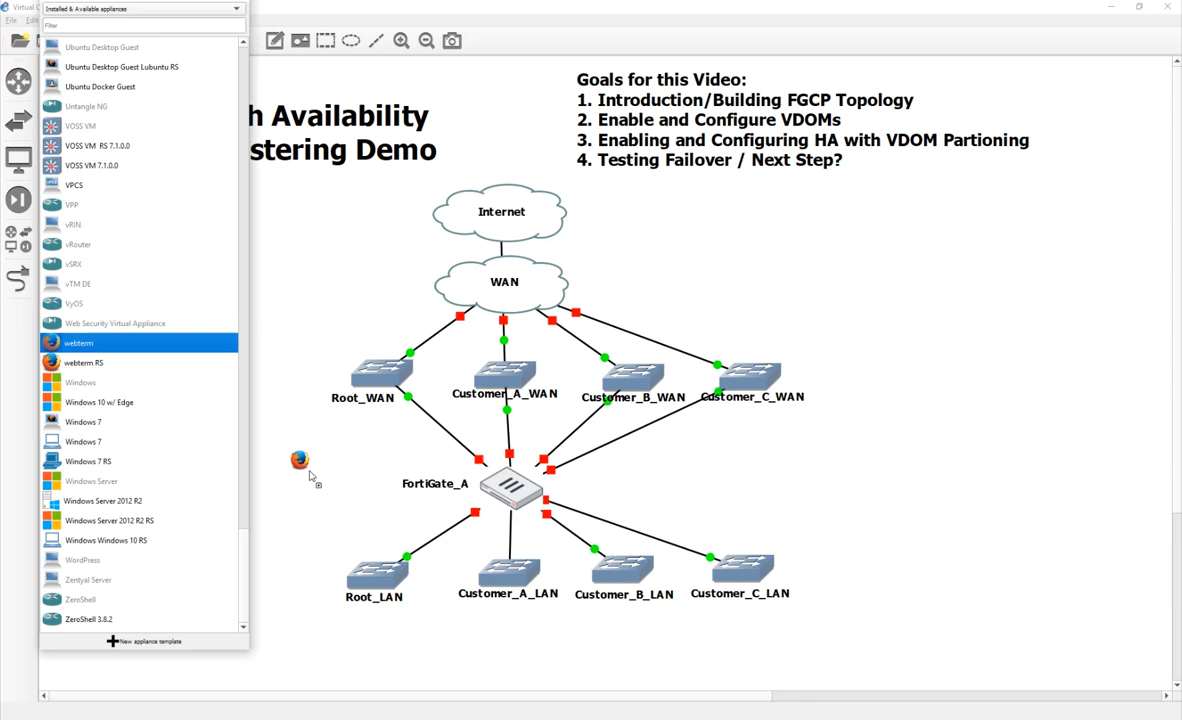 Virtual
File Edit
Installed & Available appliances
Filter
Ubuntu Desktop Guest
Ubuntu Desktop Guest Lubuntu RS
Ubuntu Docker Guest
Untangle NG
VOSS VM
VOSS VM RS 7.1.0.0
VOSS VM 7.1.0.0
VPCS
VPP
vRIN
vRouter
vSRX
vTM DE
VyOS
Web Security Virtual Appliance
webterm
webterm RS
Windows
Windows 10 w/ Edge
Windows 7
Windows 7
Windows 7 RS
Windows Server
Windows Server 2012 R2
Windows Server 2012 R2 RS
Windows Windows 10 RS
WordPress
Zentyal Server
ZeroShell
ZeroShell 3.8.2
New appliance template
h Availability
stering Demo
Goals for this Video:
1. Introduction/Building FGCP Topology
2. Enable and Configure VDOMs
3. Enabling and Configuring HA with VDOM Partioning
4. Testing Failover / Next Step?
Internet
WAN
Root_WAN
Customer_A_WAN
Customer_B_WAN
Customer_C_WAN
FortiGate_A
Root_LAN
Customer_A_LAN
Customer_B_LAN
Customer_C_LAN